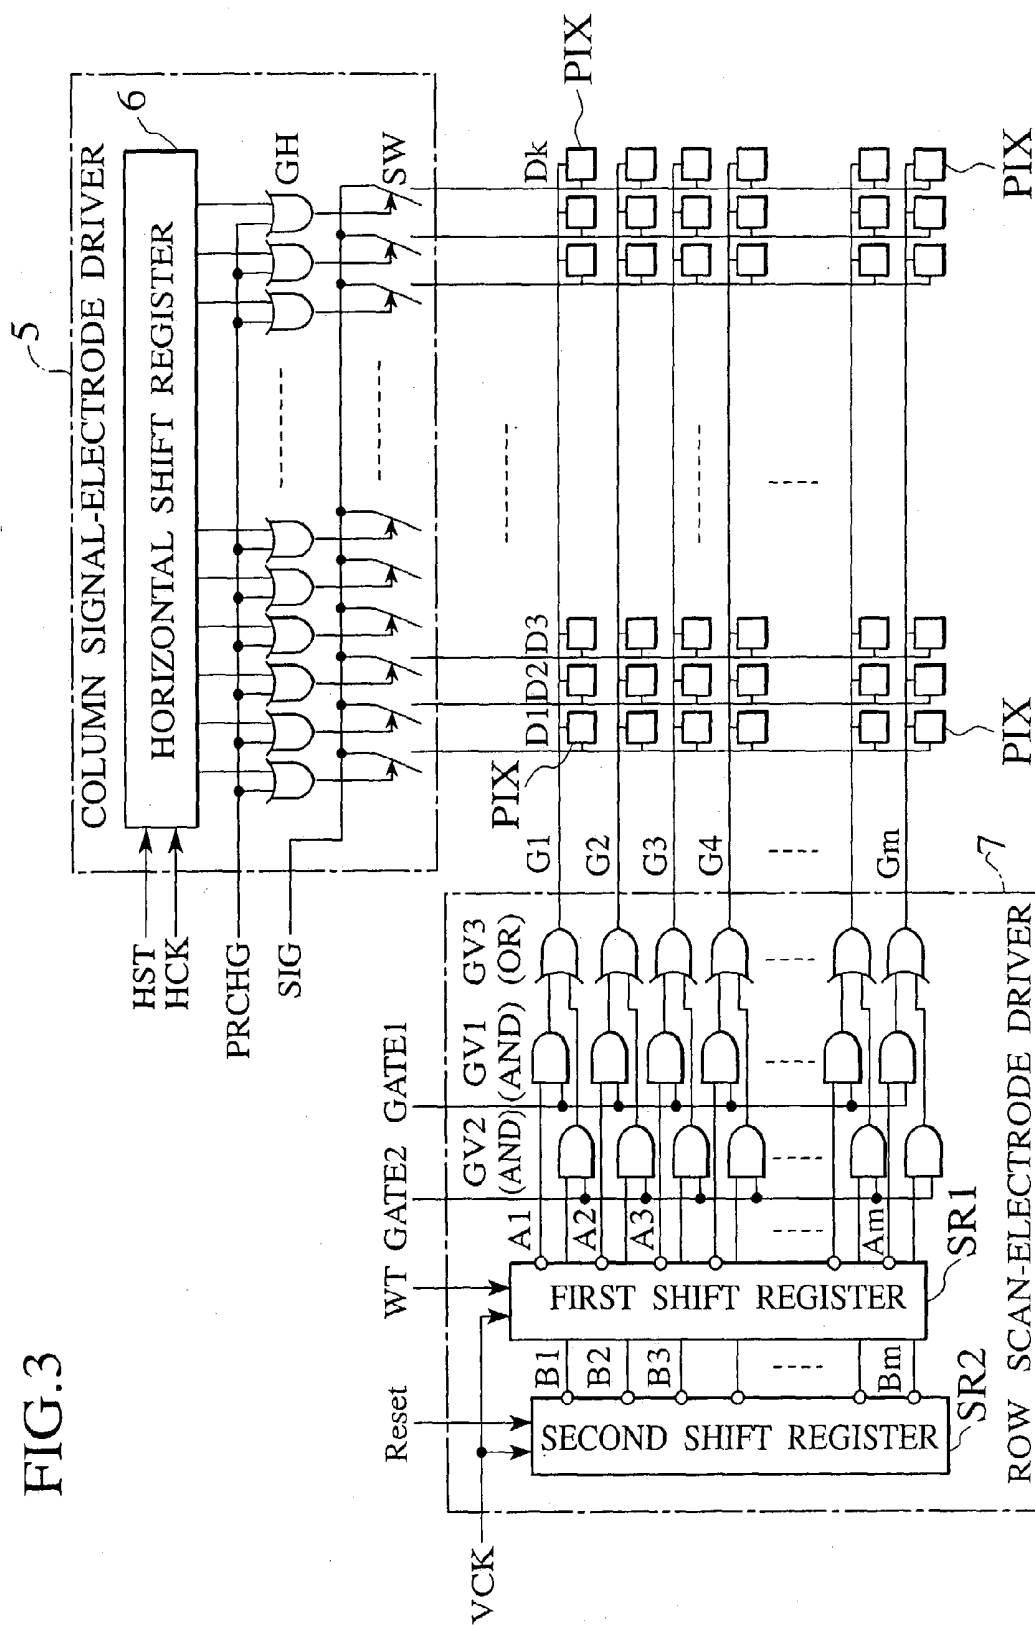 FIG.3
COLUMN SIGNAL-ELECTRODE DRIVER
5
HORIZONTAL SHIFT REGISTER
6
HST
HCK
GH
PRCHG
SW
SIG
Reset
WT
GATE2
GATE1
VCK
GV2
(AND)
GV1
(AND)
GV3
(OR)
PIX
D1
D2
D3
Dk
PIX
B1
B2
B3
Bm
A1
A2
A3
Am
G1
G2
G3
G4
Gm
SECOND SHIFT REGISTER
FIRST SHIFT REGISTER
SR2
SR1
PIX
PIX
7
ROW SCAN-ELECTRODE DRIVER